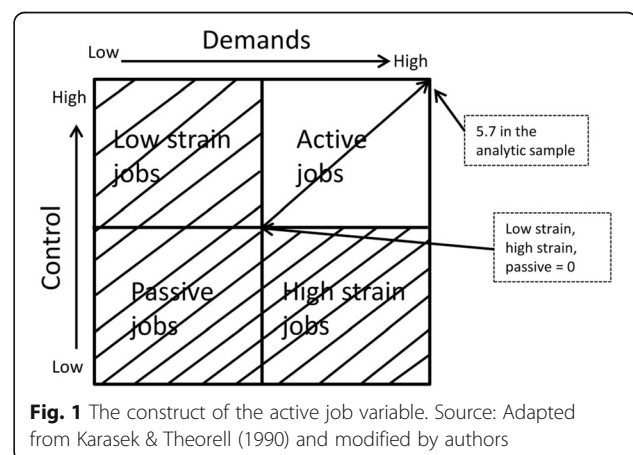 Demands
Low
High
High
Control
Low
Low strain
jobs
Active
jobs
Passive
jobs
High strain
jobs
5.7 in the
analytic sample
Low strain,
high strain,
passive = 0
Fig. 1 The construct of the active job variable. Source: Adapted
from Karasek & Theorell (1990) and modified by authors